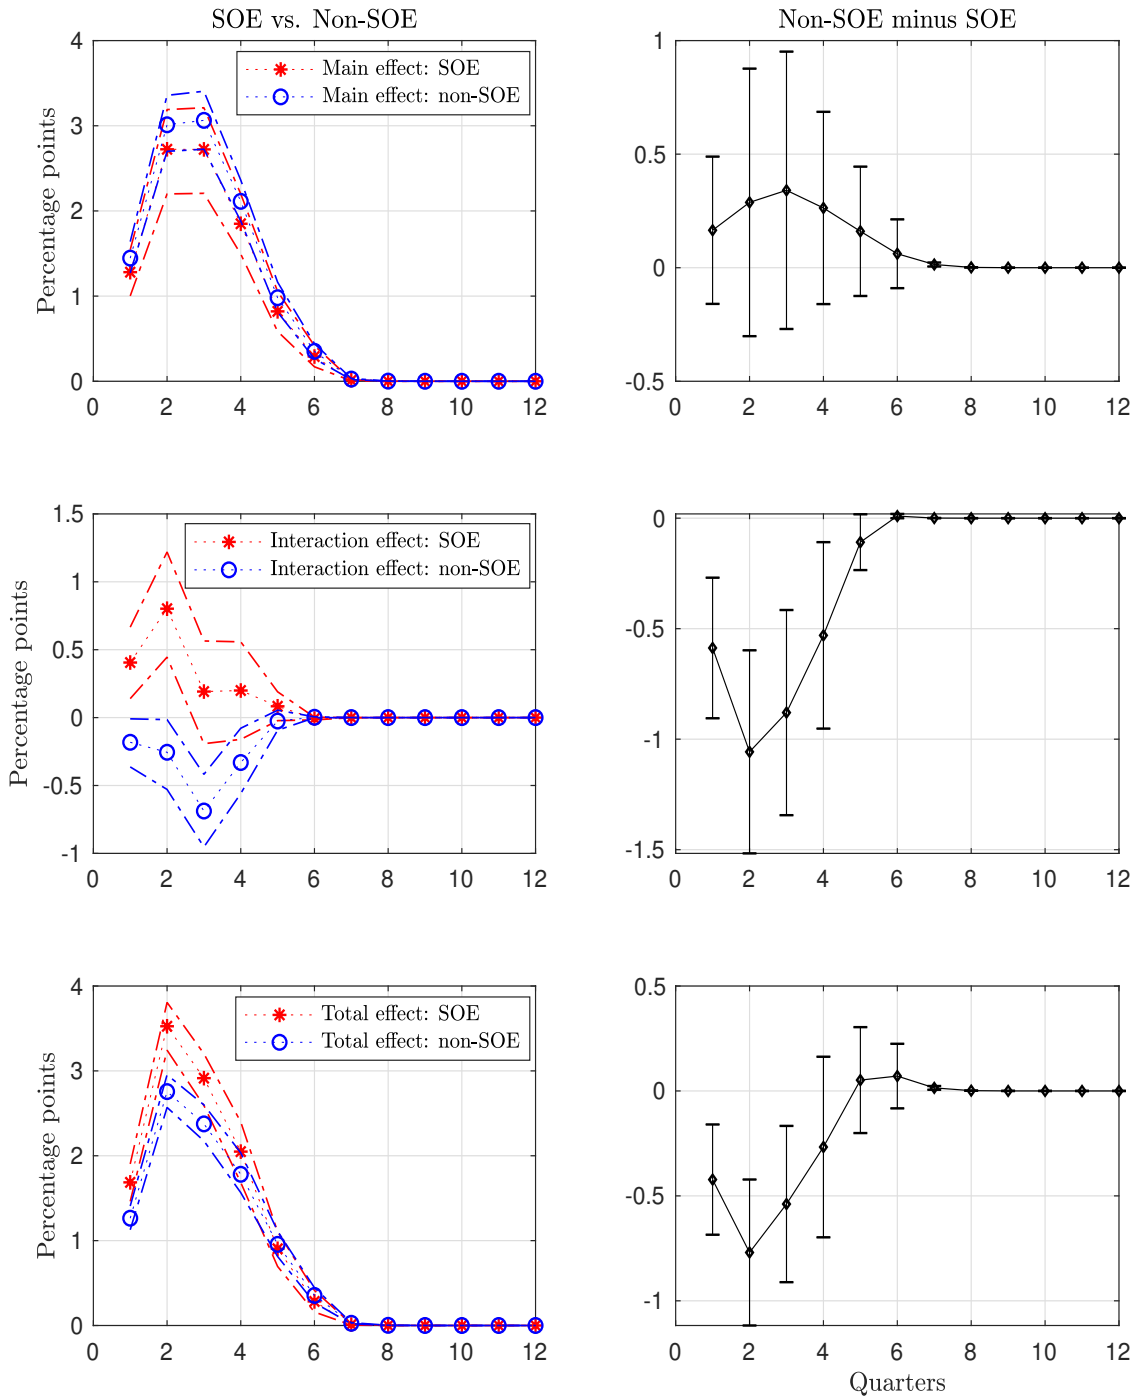 SOE vs. Non-SOE
Percentage points
4
3
2
1
0
0 2 4 6 8 10 12
Main effect: SOE
Main effect: non-SOE
Non-SOE minus SOE
1
0.5
0
-0.5
0 2 4 6 8 10 12
Percentage points
1.5
1
0.5
0
-0.5
-1
0 2 4 6 8 10 12
Interaction effect: SOE
Interaction effect: non-SOE
0
-0.5
-1
-1.5
0 2 4 6 8 10 12
Percentage points
4
3
2
1
0
0 2 4 6 8 10 12
Total effect: SOE
Total effect: non-SOE
0.5
0
-0.5
-1
0 2 4 6 8 10 12
Quarters